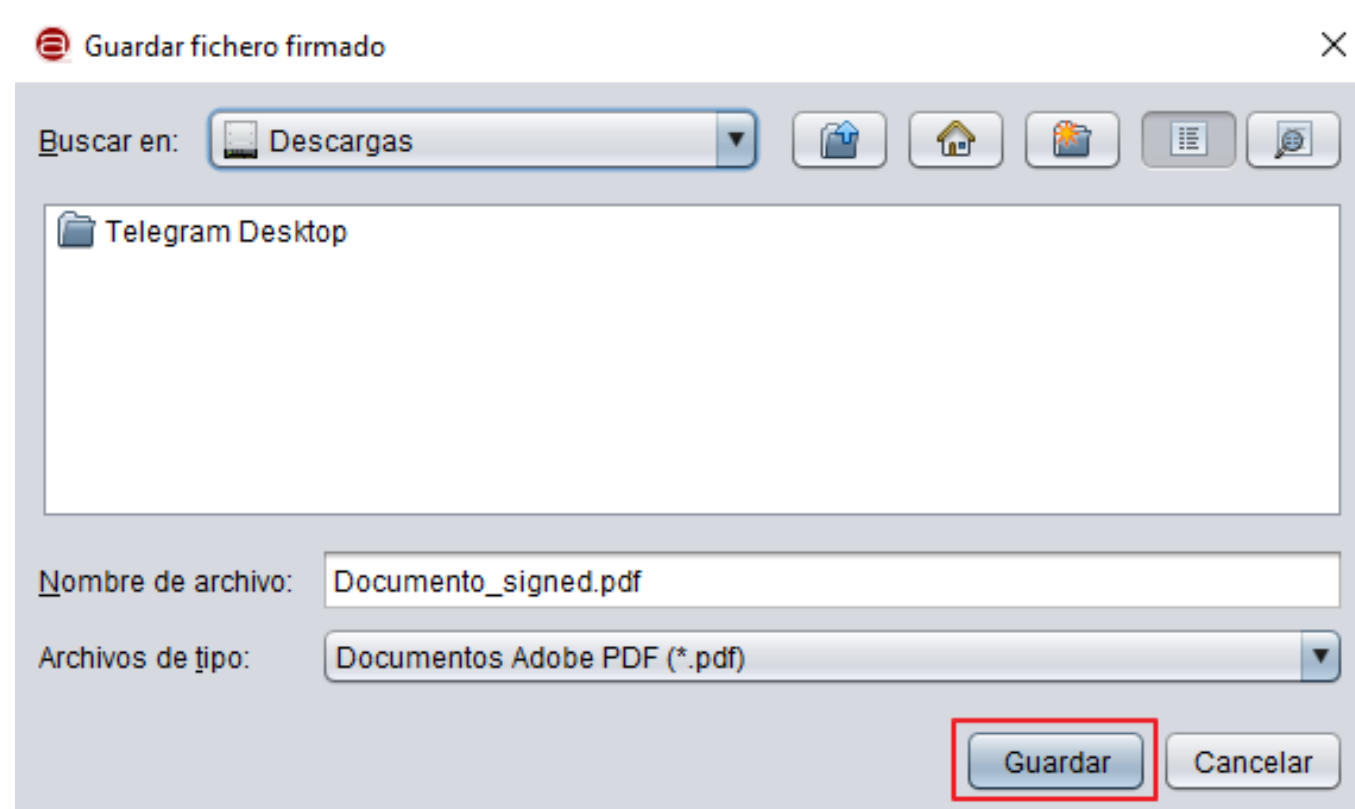 Guardar fichero firmado
Buscar en: Descargas
Telegram Desktop
Nombre de archivo: Documento_signed.pdf
Archivos de tipo: Documentos Adobe PDF (*.pdf)
Guardar Cancelar